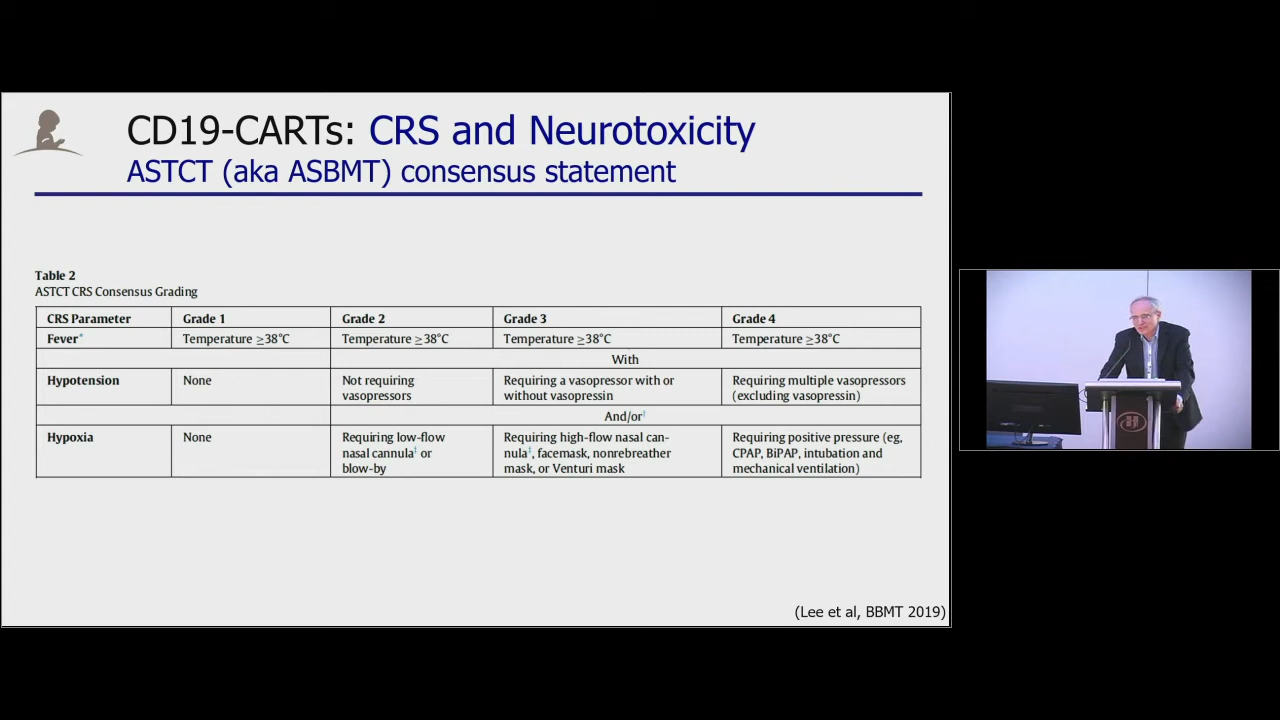 CD19-CARTs: CRS and Neurotoxicity
ASTCT (aka ASBMT) consensus statement
Table 2
ASTCT CRS Consensus Grading
CRS Parameter Grade 1 Grade 2 Grade 3 Grade 4
Fever* Temperature ≥38°C Temperature ≥38°C Temperature ≥38°C Temperature ≥38°C
With
Hypotension None Not requiring Requiring a vasopressor with or Requiring multiple vasopressors
vasopressors without vasopressin (excluding vasopressin)
And/or†
Hypoxia None Requiring low-flow Requiring high-flow nasal can- Requiring positive pressure (eg,
nasal cannula‡ or nula‡, facemask, nonrebreather CPAP, BiPAP, intubation and
blow-by mask, or Venturi mask mechanical ventilation)
(Lee et al, BBMT 2019)